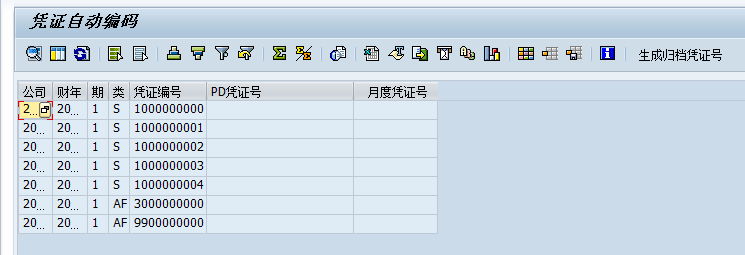 凭证自动编码
生成归档凭证号
公司 财年 期 类 凭证编号 PD凭证号 月度凭证号
2... 20... 1 S 1000000000
20... 20... 1 S 1000000001
20... 20... 1 S 1000000002
20... 20... 1 S 1000000003
20... 20... 1 S 1000000004
20... 20... 1 AF 3000000000
20... 20... 1 AF 9900000000